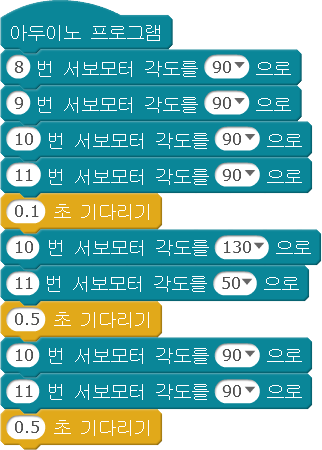 아두이노 프로그램
8 번 서보모터 각도를 90 으로
9 번 서보모터 각도를 90 으로
10 번 서보모터 각도를 90 으로
11 번 서보모터 각도를 90 으로
0.1 초 기다리기
10 번 서보모터 각도를 130 으로
11 번 서보모터 각도를 50 으로
0.5 초 기다리기
10 번 서보모터 각도를 90 으로
11 번 서보모터 각도를 90 으로
0.5 초 기다리기